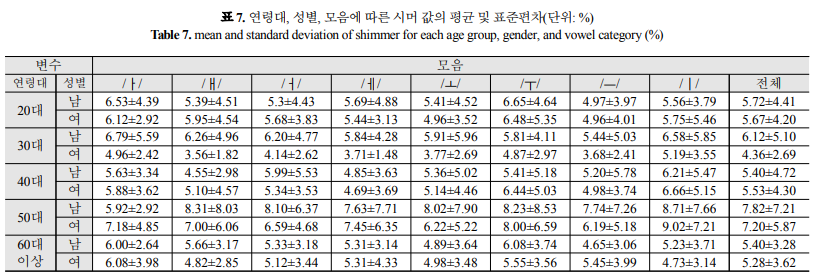 표 7. 연령대, 성별, 모음에 따른 시머 값의 평균 및 표준편차(단위: %)
Table 7. mean and standard deviation of shimmer for each age group, gender, and vowel category (%)
변수 모음
연령대 성별 /ㅏ/ /ㅐ/ /ㅓ/ /ㅔ/ /ㅗ/ /ㅜ/ /ㅡ/ /ㅣ/ 전체
20대 남 6.53±4.39 5.39±4.51 5.3±4.43 5.69±4.88 5.41±4.52 6.65±4.64 4.97±3.97 5.56±3.79 5.72±4.41
여 6.12±2.92 5.95±4.54 5.68±3.83 5.44±3.13 4.96±3.52 6.48±5.35 4.96±4.01 5.75±5.46 5.67±4.20
30대 남 6.79±5.59 6.26±4.96 6.20±4.77 5.84±4.28 5.91±5.96 5.81±4.11 5.44±5.03 6.58±5.85 6.12±5.10
여 4.96±2.42 3.56±1.82 4.14±2.62 3.71±1.48 3.77±2.69 4.87±2.97 3.68±2.41 5.19±3.55 4.36±2.69
40대 남 5.63±3.34 4.55±2.98 5.99±5.53 4.85±3.63 5.36±5.02 5.41±5.18 5.20±5.78 6.21±5.47 5.40±4.72
여 5.88±3.62 5.10±4.57 5.34±3.53 4.69±3.69 5.14±4.46 6.44±5.03 4.98±3.74 6.66±5.15 5.53±4.30
50대 남 5.92±2.92 8.31±8.03 8.10±6.37 7.63±7.71 8.02±7.90 8.23±8.53 7.74±7.26 8.71±7.66 7.82±7.21
여 7.18±4.85 7.00±6.06 6.59±4.68 7.45±6.35 6.22±5.22 8.00±6.59 6.19±5.18 9.02±7.21 7.20±5.87
60대 남 6.00±2.64 5.66±3.17 5.33±3.18 5.31±3.14 4.89±3.64 6.08±3.74 4.65±3.06 5.23±3.71 5.40±3.28
이상 여 6.08±3.98 4.82±2.85 5.12±3.44 5.31±4.33 4.98±3.48 5.55±3.56 5.45±3.99 4.73±3.14 5.28±3.62